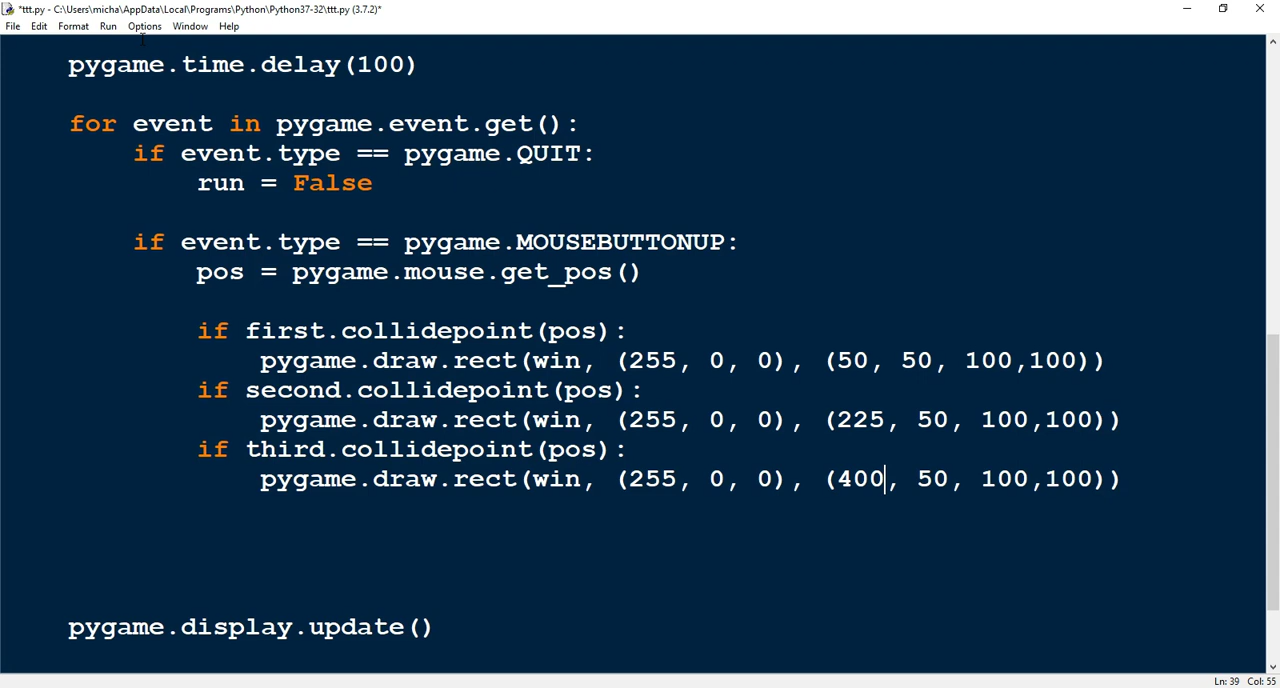 *ttt.py - C:\Users\micha\AppData\Local\Programs\Python\Python37-32\ttt.py (3.7.2)*
File Edit Format Run Options Window Help
pygame.time.delay(100)
for event in pygame.event.get():
if event.type == pygame.QUIT:
run = False
if event.type == pygame.MOUSEBUTTONUP:
pos = pygame.mouse.get_pos()
if first.collidepoint(pos):
pygame.draw.rect(win, (255, 0, 0), (50, 50, 100,100))
if second.collidepoint(pos):
pygame.draw.rect(win, (255, 0, 0), (225, 50, 100,100))
if third.collidepoint(pos):
pygame.draw.rect(win, (255, 0, 0), (400, 50, 100,100))
pygame.display.update()
Ln: 39 Col: 55